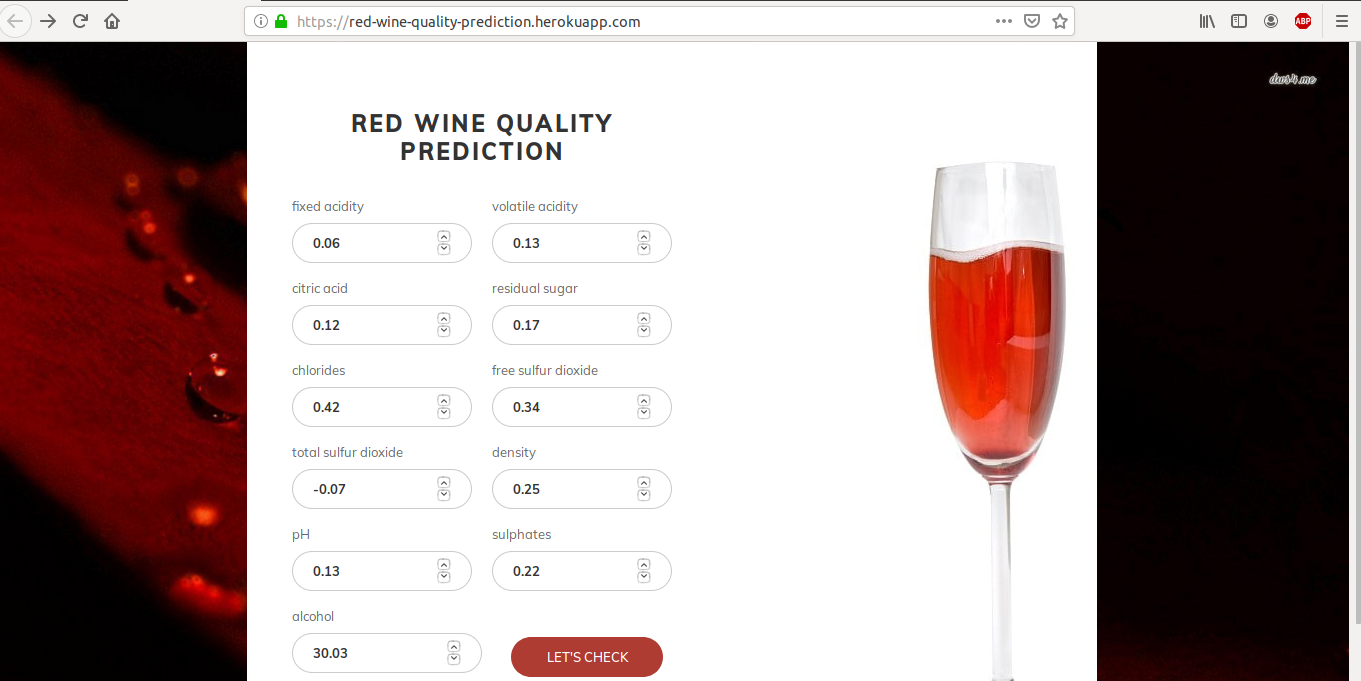 https://red-wine-quality-prediction.herokuapp.com
ABP
dws4.me
RED WINE QUALITY
PREDICTION
fixed acidity volatile acidity
0.06 0.13
citric acid residual sugar
0.12 0.17
chlorides free sulfur dioxide
0.42 0.34
total sulfur dioxide density
-0.07 0.25
pH sulphates
0.13 0.22
alcohol
30.03 LET'S CHECK